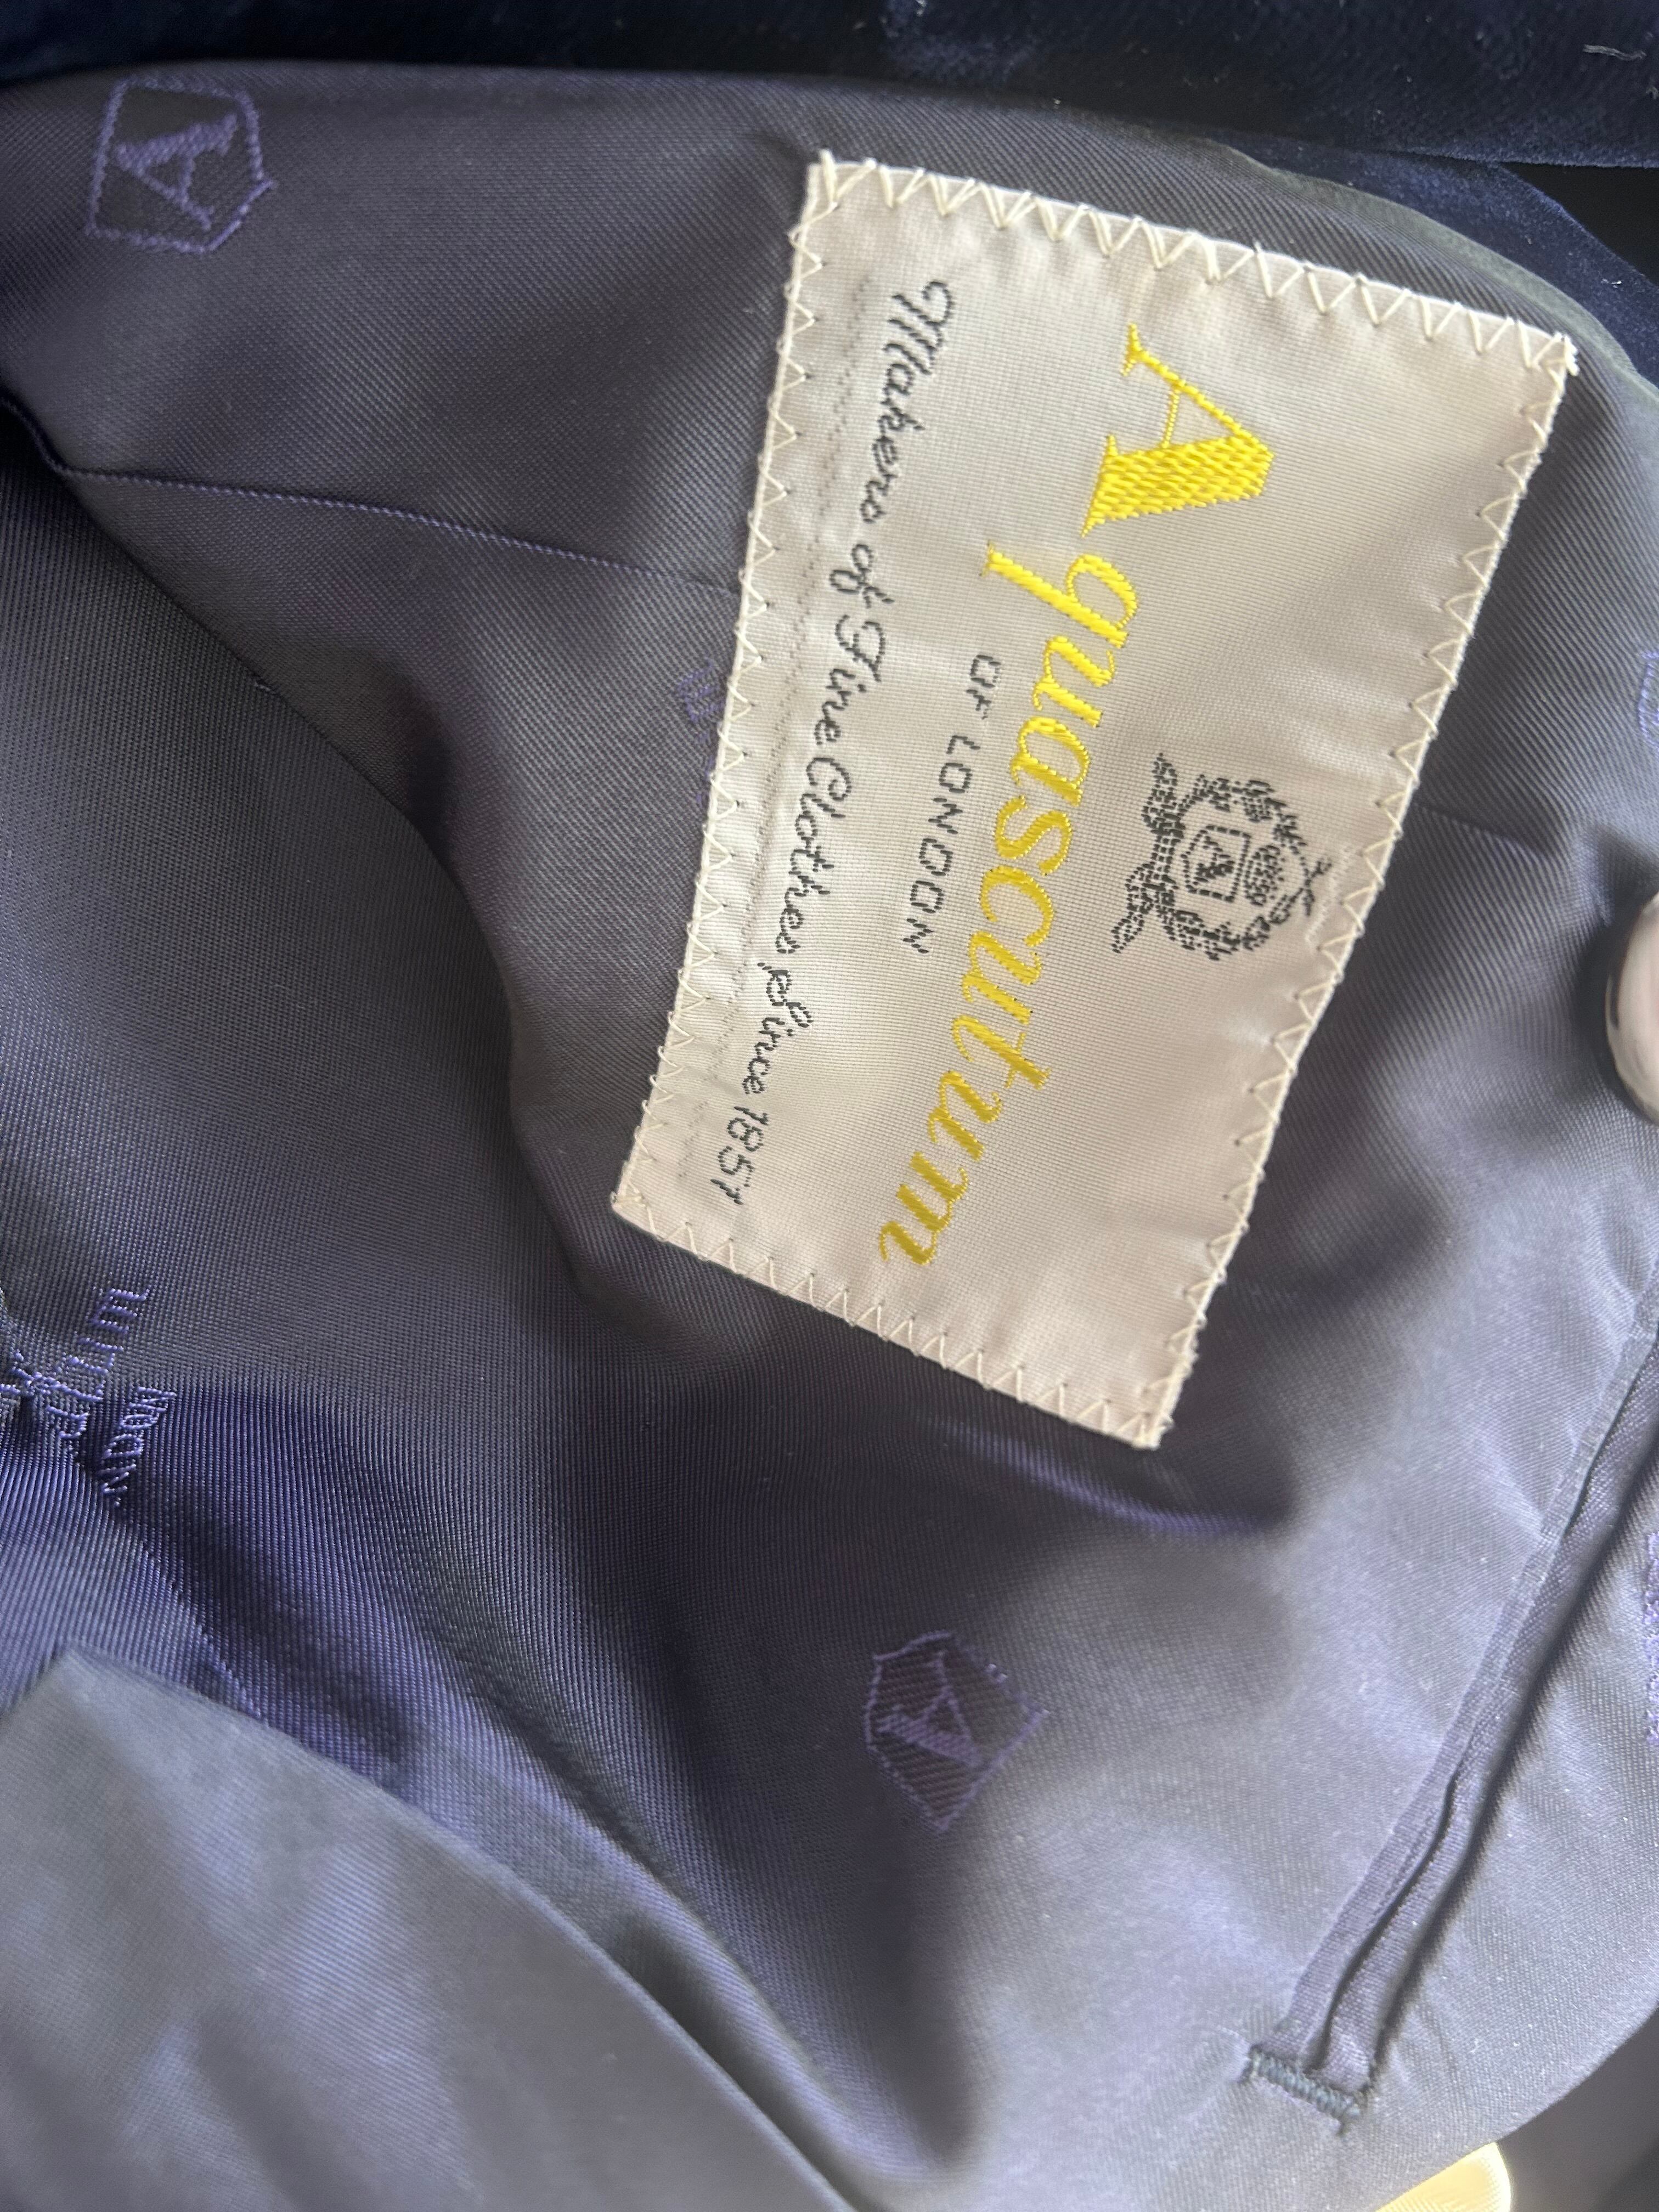 Aquascutum
OF LONDON
Makers of Fine Clothes Since 1851
A
A
A